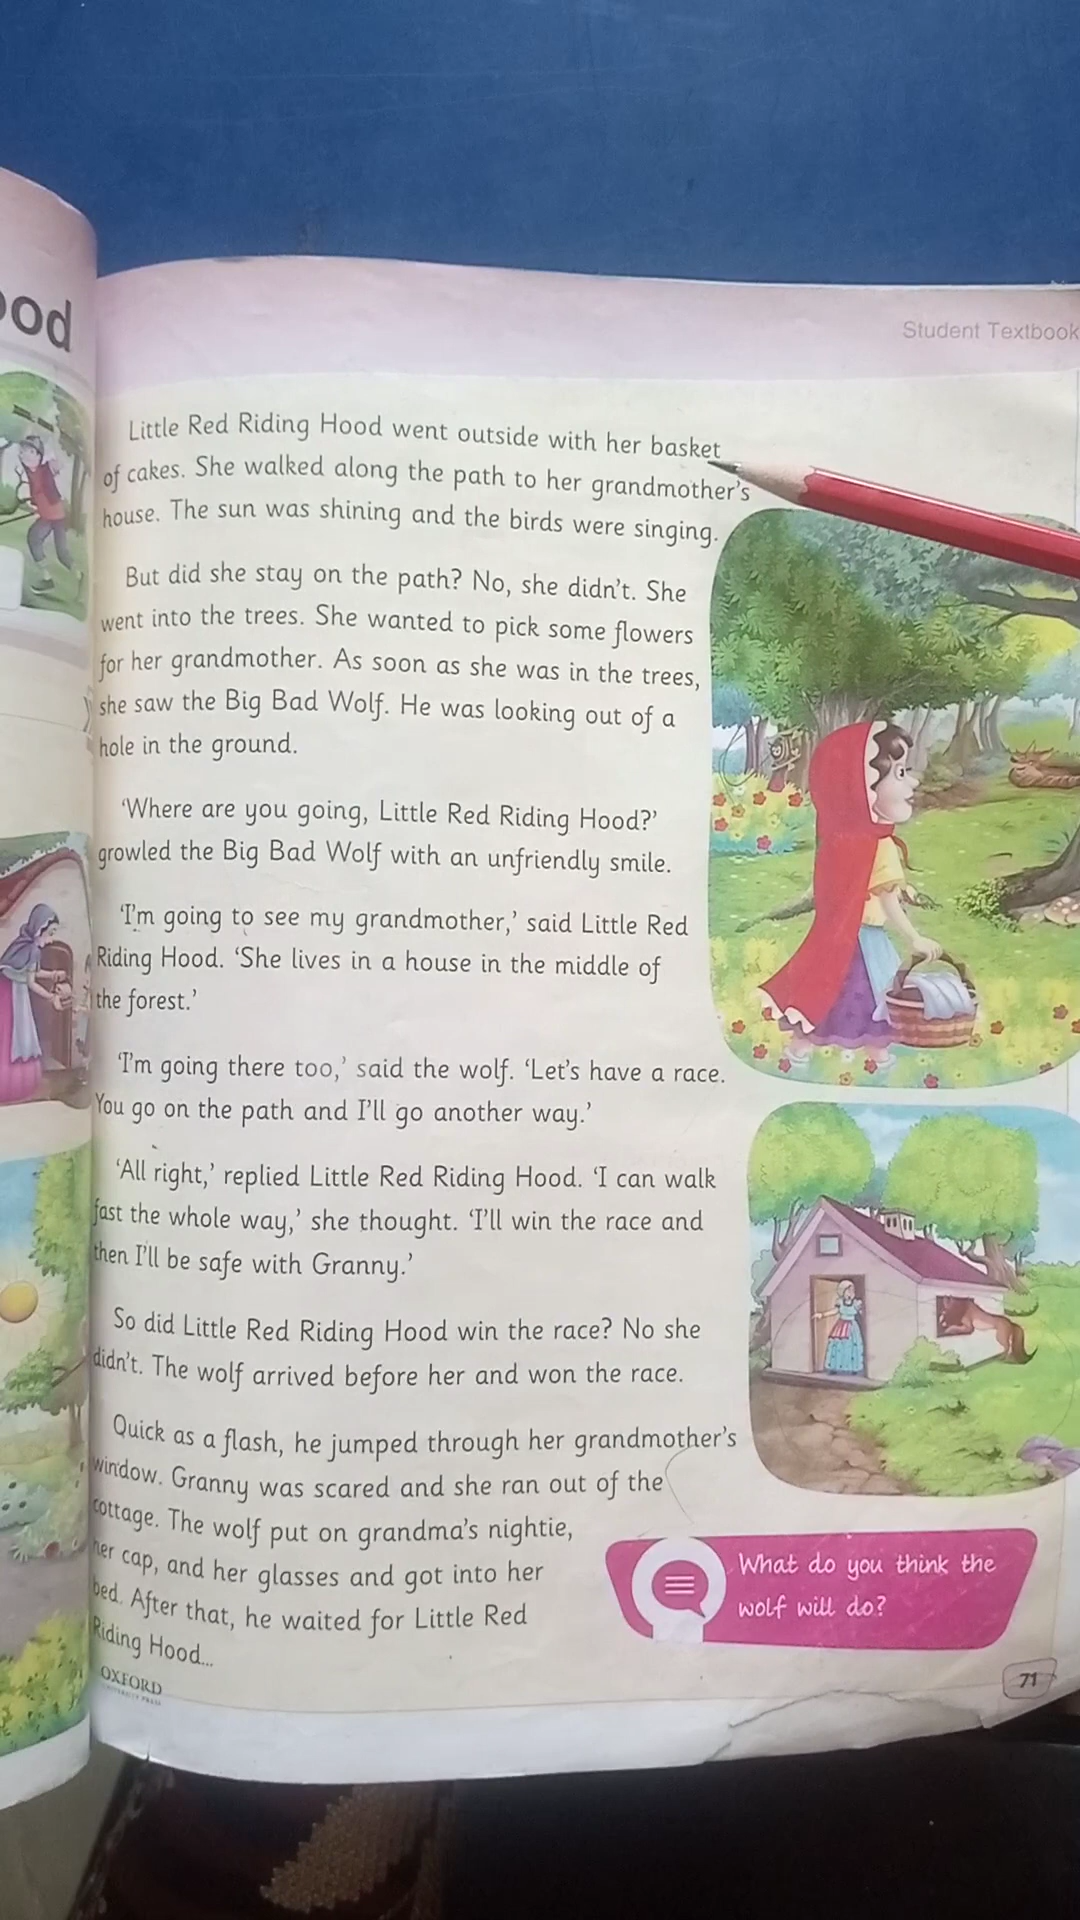 ood
Student Textbook
Little Red Riding Hood went outside with her basket
of cakes. She walked along the path to her grandmother's
house. The sun was shining and the birds were singing.
But did she stay on the path? No, she didn't. She
went into the trees. She wanted to pick some flowers
for her grandmother. As soon as she was in the trees,
she saw the Big Bad Wolf. He was looking out of a
hole in the ground.
'Where are you going, Little Red Riding Hood?'
growled the Big Bad Wolf with an unfriendly smile.
'I'm going to see my grandmother,' said Little Red
Riding Hood. 'She lives in a house in the middle of
the forest.'
'I'm going there too,' said the wolf. 'Let's have a race.
You go on the path and I'll go another way.'
'All right,' replied Little Red Riding Hood. 'I can walk
fast the whole way,' she thought. 'I'll win the race and
then I'll be safe with Granny.'
So did Little Red Riding Hood win the race? No she
didn't. The wolf arrived before her and won the race.
Quick as a flash, he jumped through her grandmother's
window. Granny was scared and she ran out of the
cottage. The wolf put on grandma's nightie,
her cap, and her glasses and got into her
bed. After that, he waited for Little Red
Riding Hood...
What do you think the
wolf will do?
OXFORD
UNIVERSITY PRESS
71